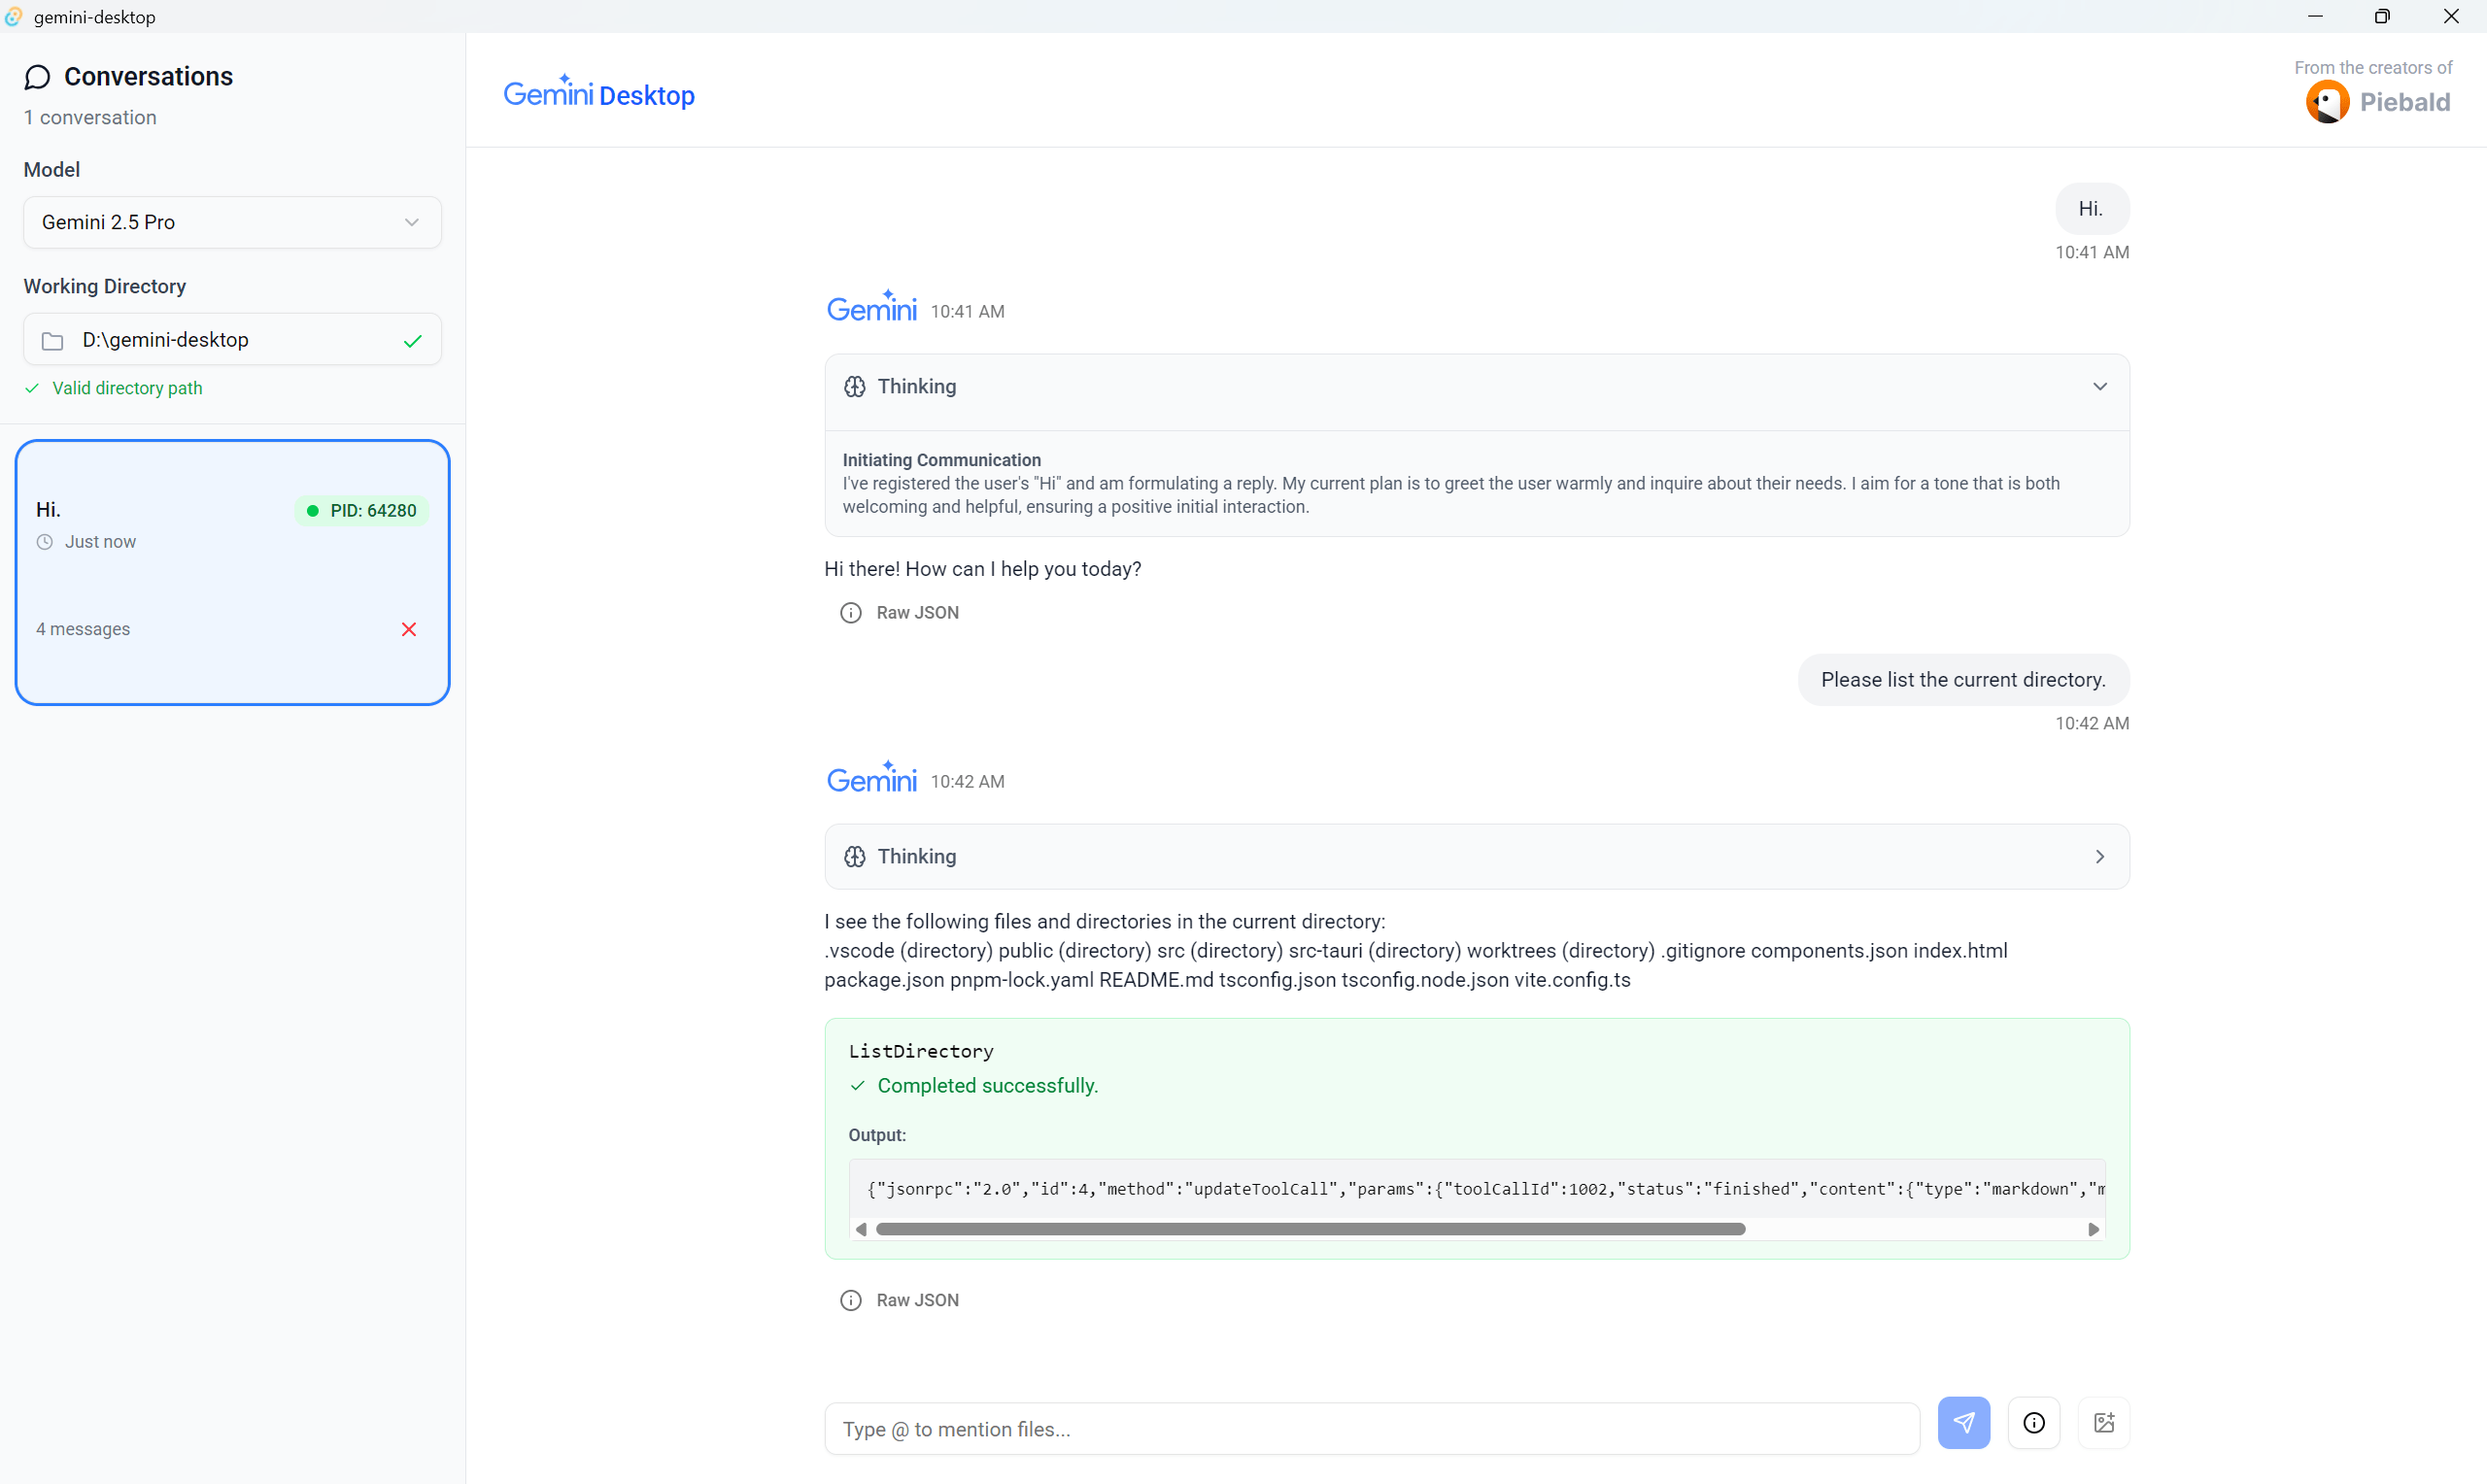 gemini-desktop
Conversations
1 conversation
Model
Gemini 2.5 Pro
Working Directory
D:\gemini-desktop
Valid directory path
Hi.
PID: 64280
Just now
4 messages
Gemini Desktop
From the creators of
Piebald
Hi.
10:41 AM
Gemini 10:41 AM
Thinking
Initiating Communication
I've registered the user's "Hi" and am formulating a reply. My current plan is to greet the user warmly and inquire about their needs. I aim for a tone that is both
welcoming and helpful, ensuring a positive initial interaction.
Hi there! How can I help you today?
Raw JSON
Please list the current directory.
10:42 AM
Gemini 10:42 AM
Thinking
I see the following files and directories in the current directory:
.vscode (directory) public (directory) src (directory) src-tauri (directory) worktrees (directory) .gitignore components.json index.html
package.json pnpm-lock.yaml README.md tsconfig.json tsconfig.node.json vite.config.ts
ListDirectory
Completed successfully.
Output:
{"jsonrpc":"2.0","id":4,"method":"updateToolCall","params":{"toolCallId":1002,"status":"finished","content":{"type":"markdown","m
Raw JSON
Type @ to mention files...